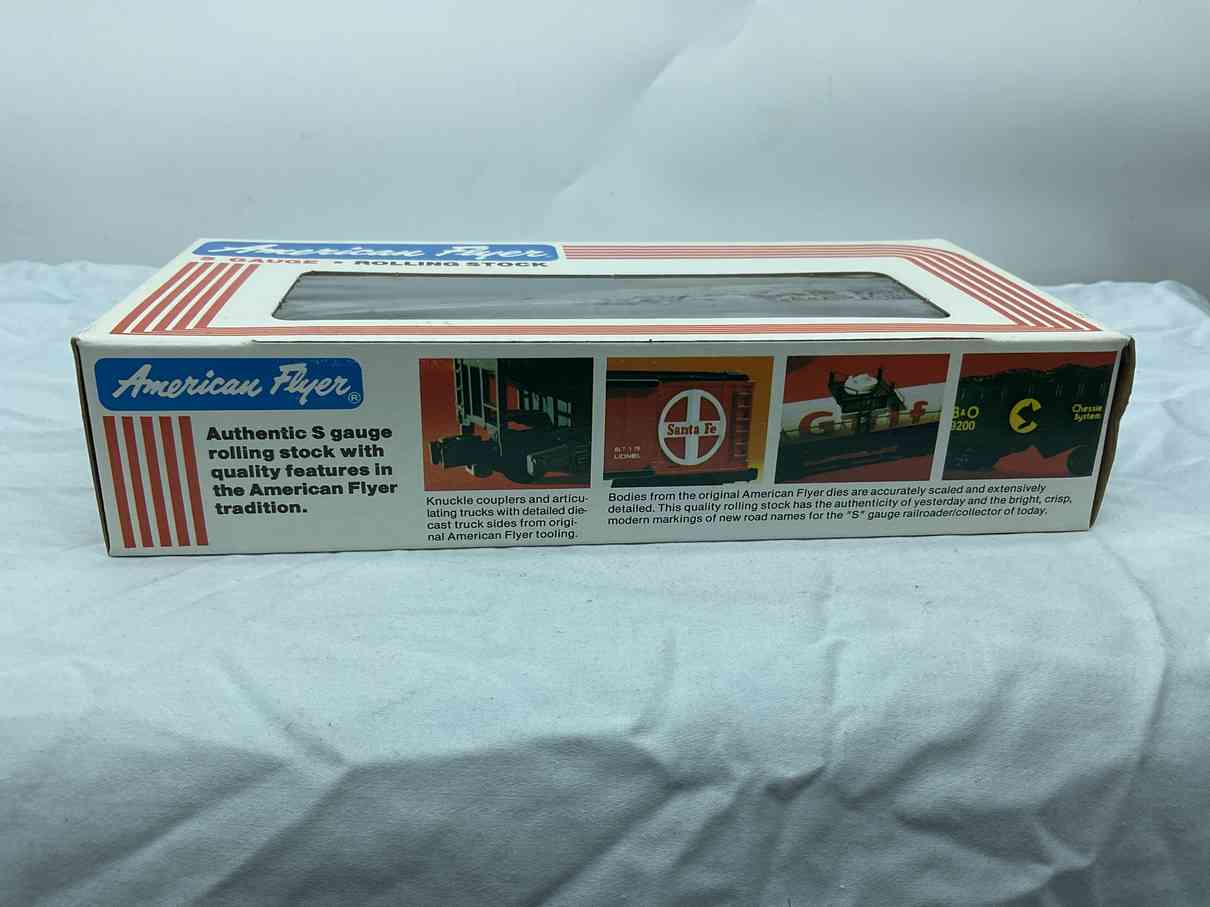 American Flyer
S GAUGE • ROLLING STOCK
American Flyer®
Authentic S gauge
rolling stock with
quality features in
the American Flyer
tradition.
Knuckle couplers and articu-
lating trucks with detailed die-
cast truck sides from origi-
nal American Flyer tooling.
Santa Fe
BLT 1 79
LIONEL
Gulf
B&O
9200
Chessie
System
Bodies from the original American Flyer dies are accurately scaled and extensively
detailed. This quality rolling stock has the authenticity of yesterday and the bright, crisp,
modern markings of new road names for the "S" gauge railroader/collector of today.